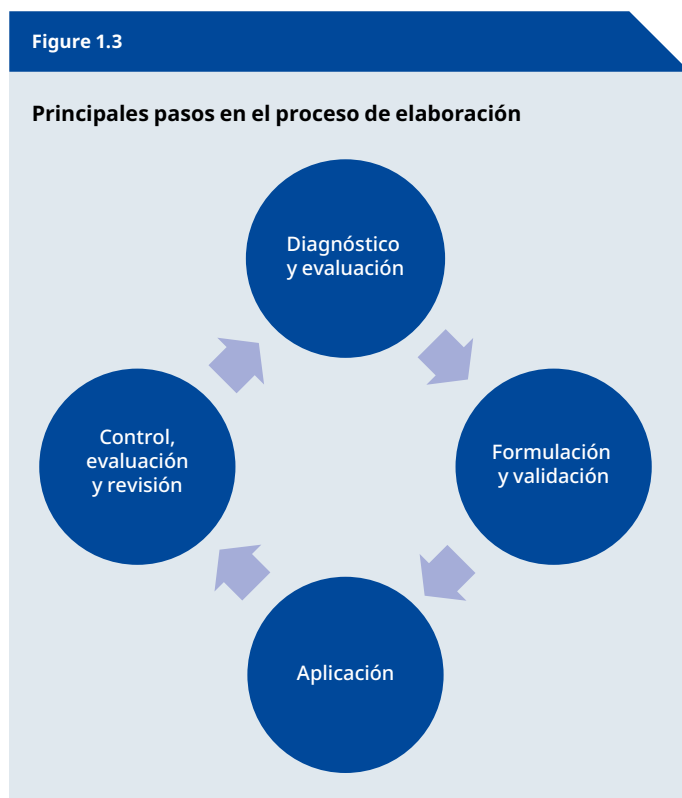 Figure 1.3
Principales pasos en el proceso de elaboración
Diagnóstico
y evaluación
Formulación
y validación
Aplicación
Control,
evaluación
y revisión